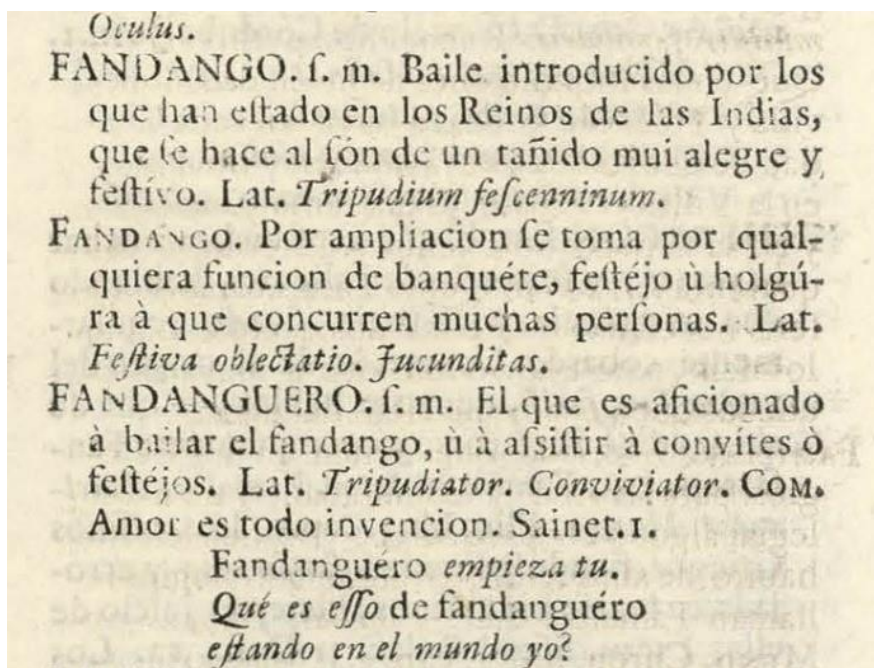 Oculus.
FANDANGO. ſ. m. Baile introducido por los
que han eſtado en los Reinos de las Indias,
que ſe hace al ſón de un tañido mui alegre y
feſtívo. Lat. Tripudium feſcenninum.
FANDANGO. Por ampliacion ſe toma por qual-
quiera funcion de banquéte, feſtéjo ù holgú-
ra à que concurren muchas perſonas. Lat.
Feſtiva oblectatio. Jucunditas.
FANDANGUERO. ſ. m. El que es aficionado
à bailar el fandango, ù à aſsiſtir à convites ò
feſtéjos. Lat. Tripudiator. Conviviator. COM.
Amor es todo invencion. Sainet. 1.
Fandanguéro empieza tu.
Qué es eſſo de fandanguéro
eſtando en el mundo yo?